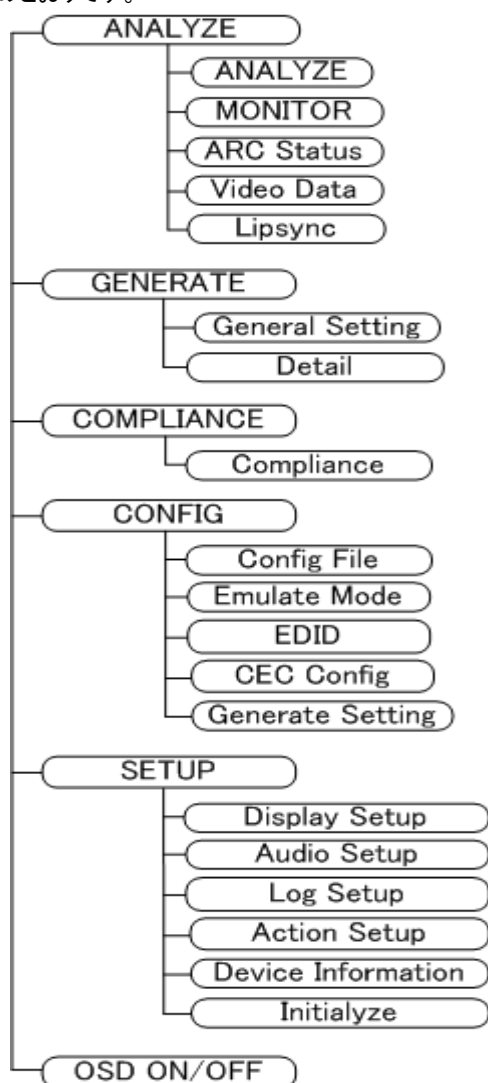 ANALYZE
ANALYZE
MONITOR
ARC Status
Video Data
Lipsync
GENERATE
General Setting
Detail
COMPLIANCE
Compliance
CONFIG
Config File
Emulate Mode
EDID
CEC Config
Generate Setting
SETUP
Display Setup
Audio Setup
Log Setup
Action Setup
Device Information
Initialyze
OSD ON/OFF